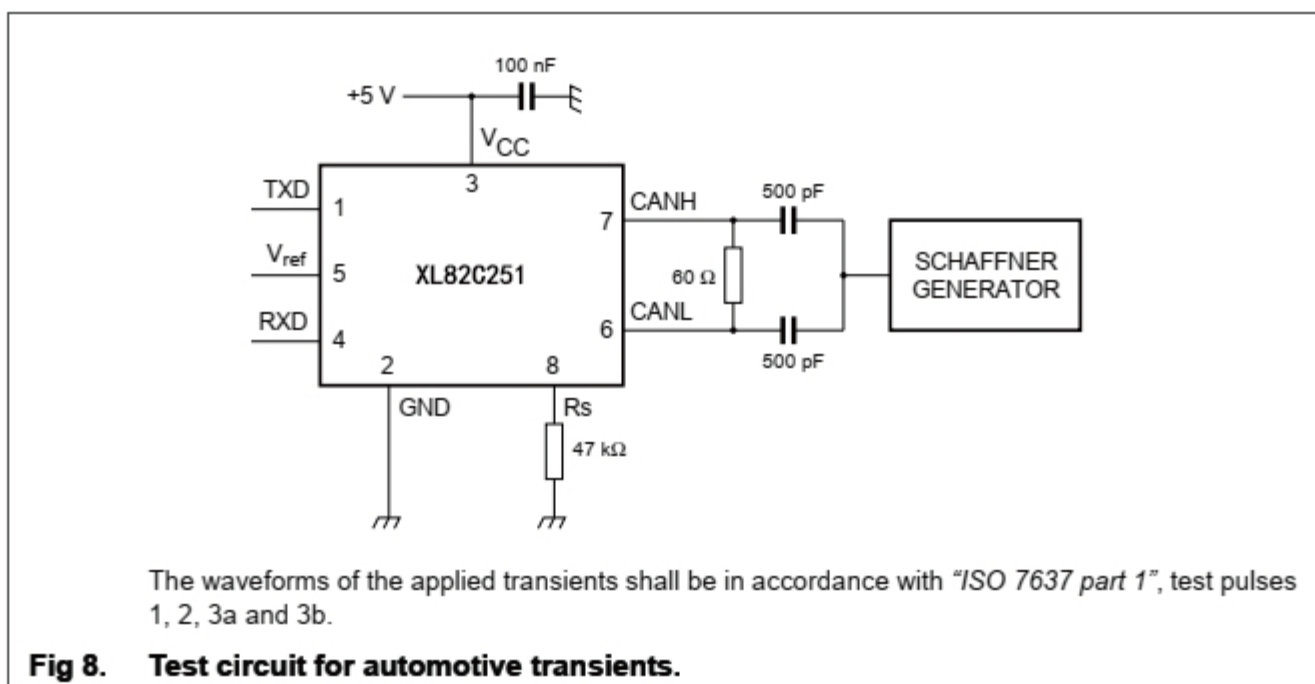 100 nF
+5 V
VCC
3
TXD
1
Vref
5
RXD
4
XL82C251
7
CANH
500 pF
60 Ω
6
CANL
500 pF
SCHAFFNER
GENERATOR
2
8
GND
Rs
47 kΩ
The waveforms of the applied transients shall be in accordance with “ISO 7637 part 1”, test pulses
1, 2, 3a and 3b.
Fig 8. Test circuit for automotive transients.